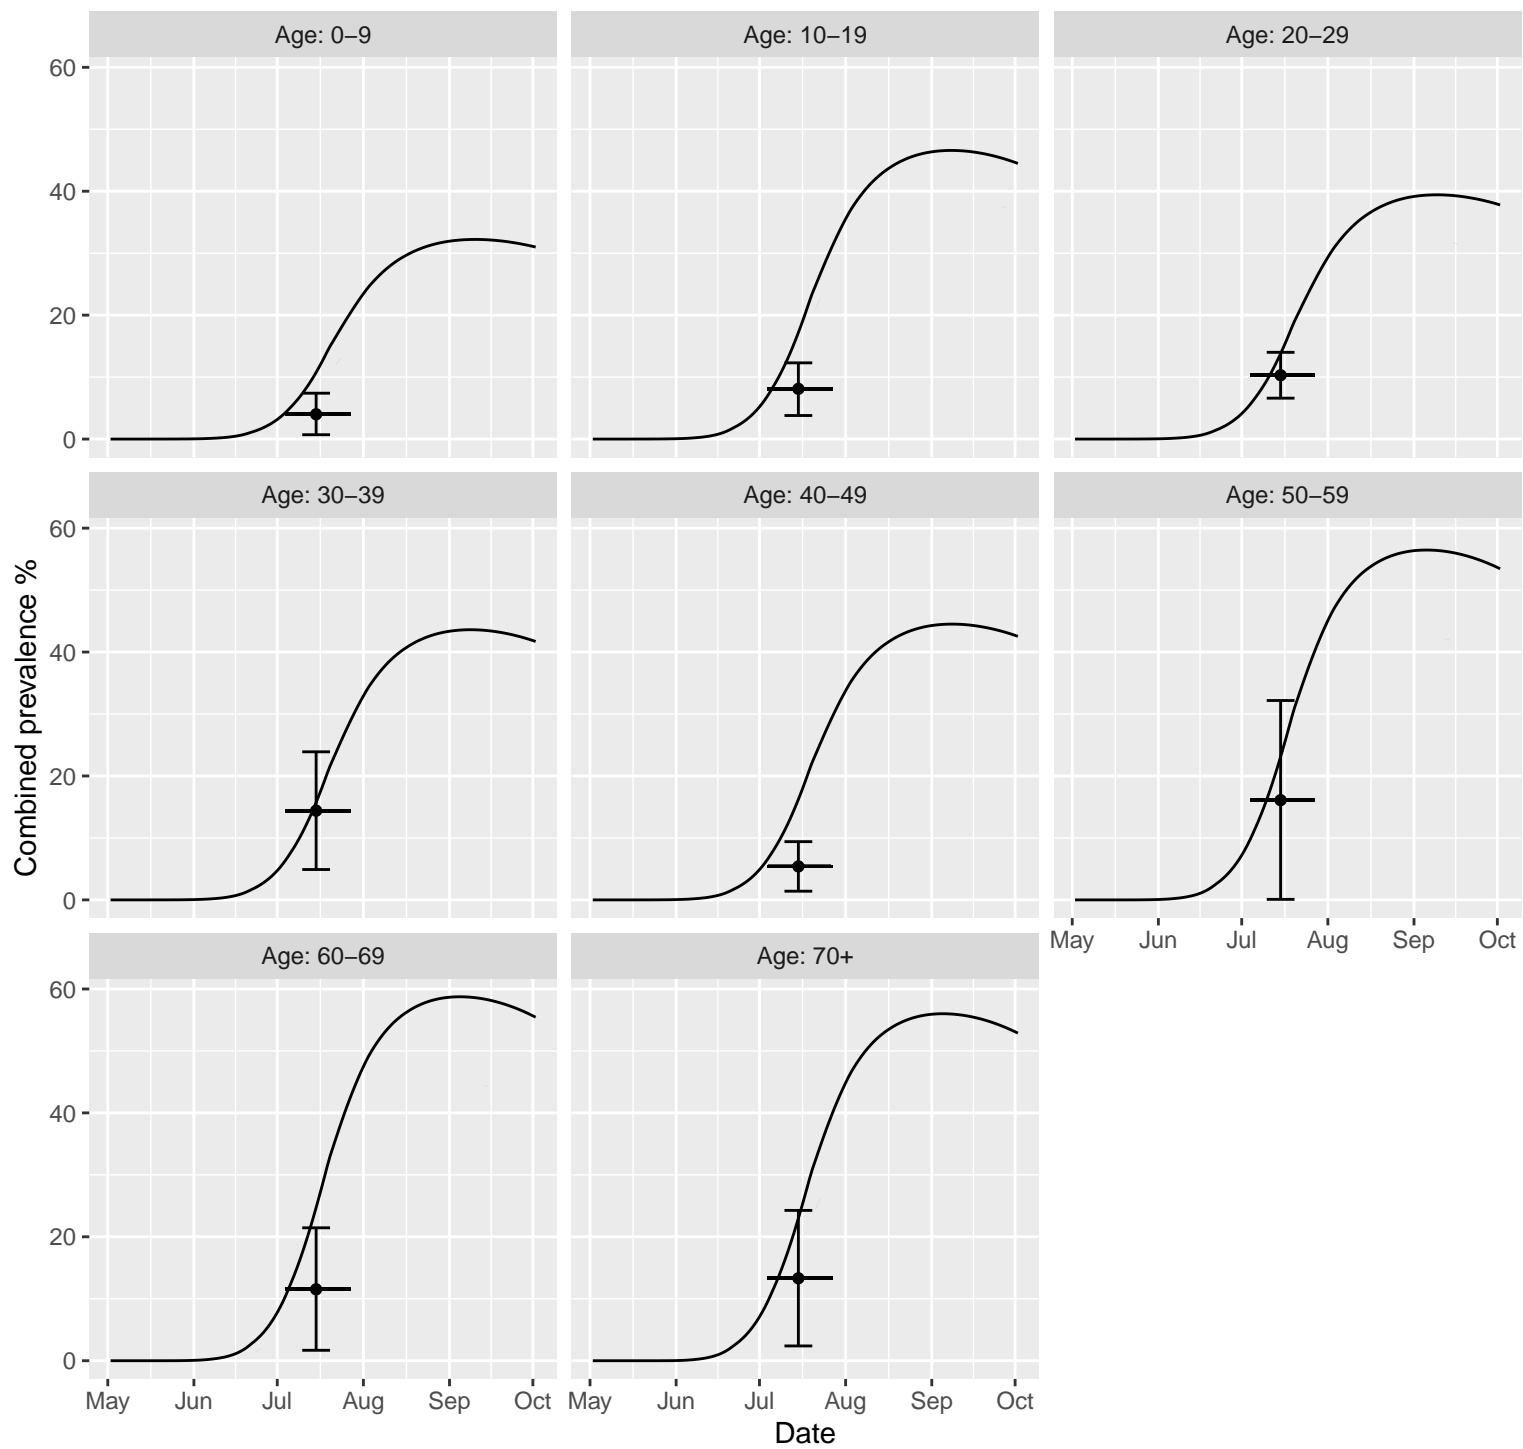 Age: 0–9
Age: 10–19
Age: 20–29
60
40
20
0
Age: 30–39
Age: 40–49
Age: 50–59
60
40
20
0
May Jun Jul Aug Sep Oct
Combined prevalence %
Age: 60–69
Age: 70+
60
40
20
0
May Jun Jul Aug Sep Oct
May Jun Jul Aug Sep Oct
Date